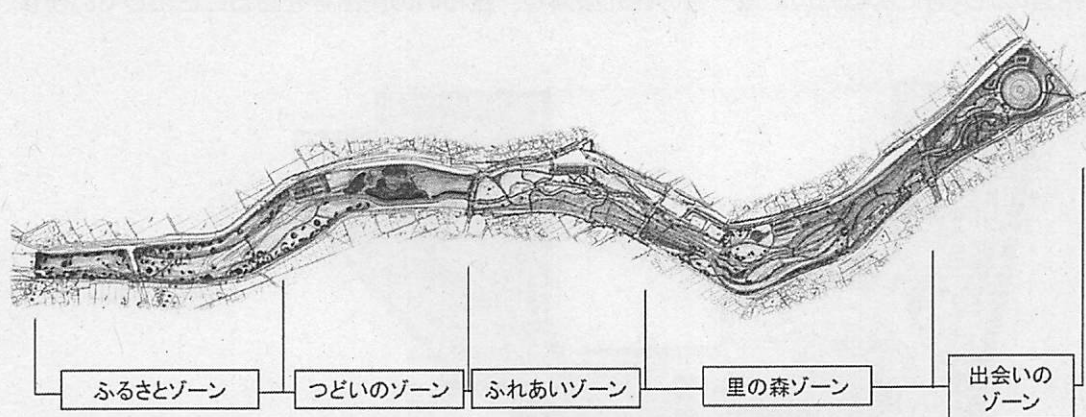 ふるさとゾーン
つどいのゾーン
ふれあいゾーン
里の森ゾーン
出会いの
ゾーン